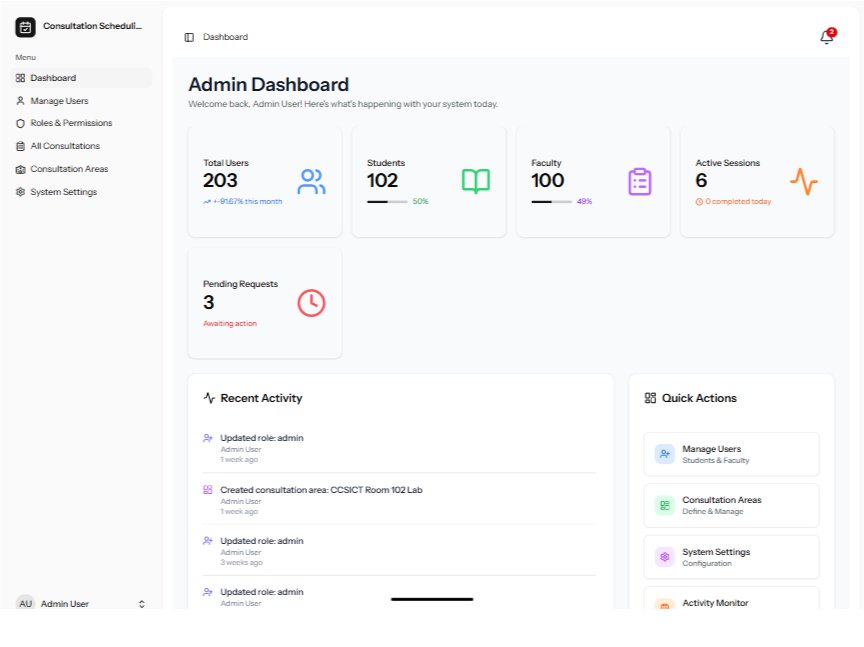 Consultation Scheduli...
Menu
Dashboard
Manage Users
Roles & Permissions
All Consultations
Consultation Areas
System Settings
AU Admin User
Dashboard
2
Admin Dashboard
Welcome back, Admin User! Here's what's happening with your system today.
Total Users
203
+-91.67% this month
Students
102
50%
Faculty
100
49%
Active Sessions
6
0 completed today
Pending Requests
3
Awaiting action
Recent Activity
Updated role: admin
Admin User
1 week ago
Created consultation area: CCSICT Room 102 Lab
Admin User
1 week ago
Updated role: admin
Admin User
3 weeks ago
Updated role: admin
Admin User
Quick Actions
Manage Users
Students & Faculty
Consultation Areas
Define & Manage
System Settings
Configuration
Activity Monitor